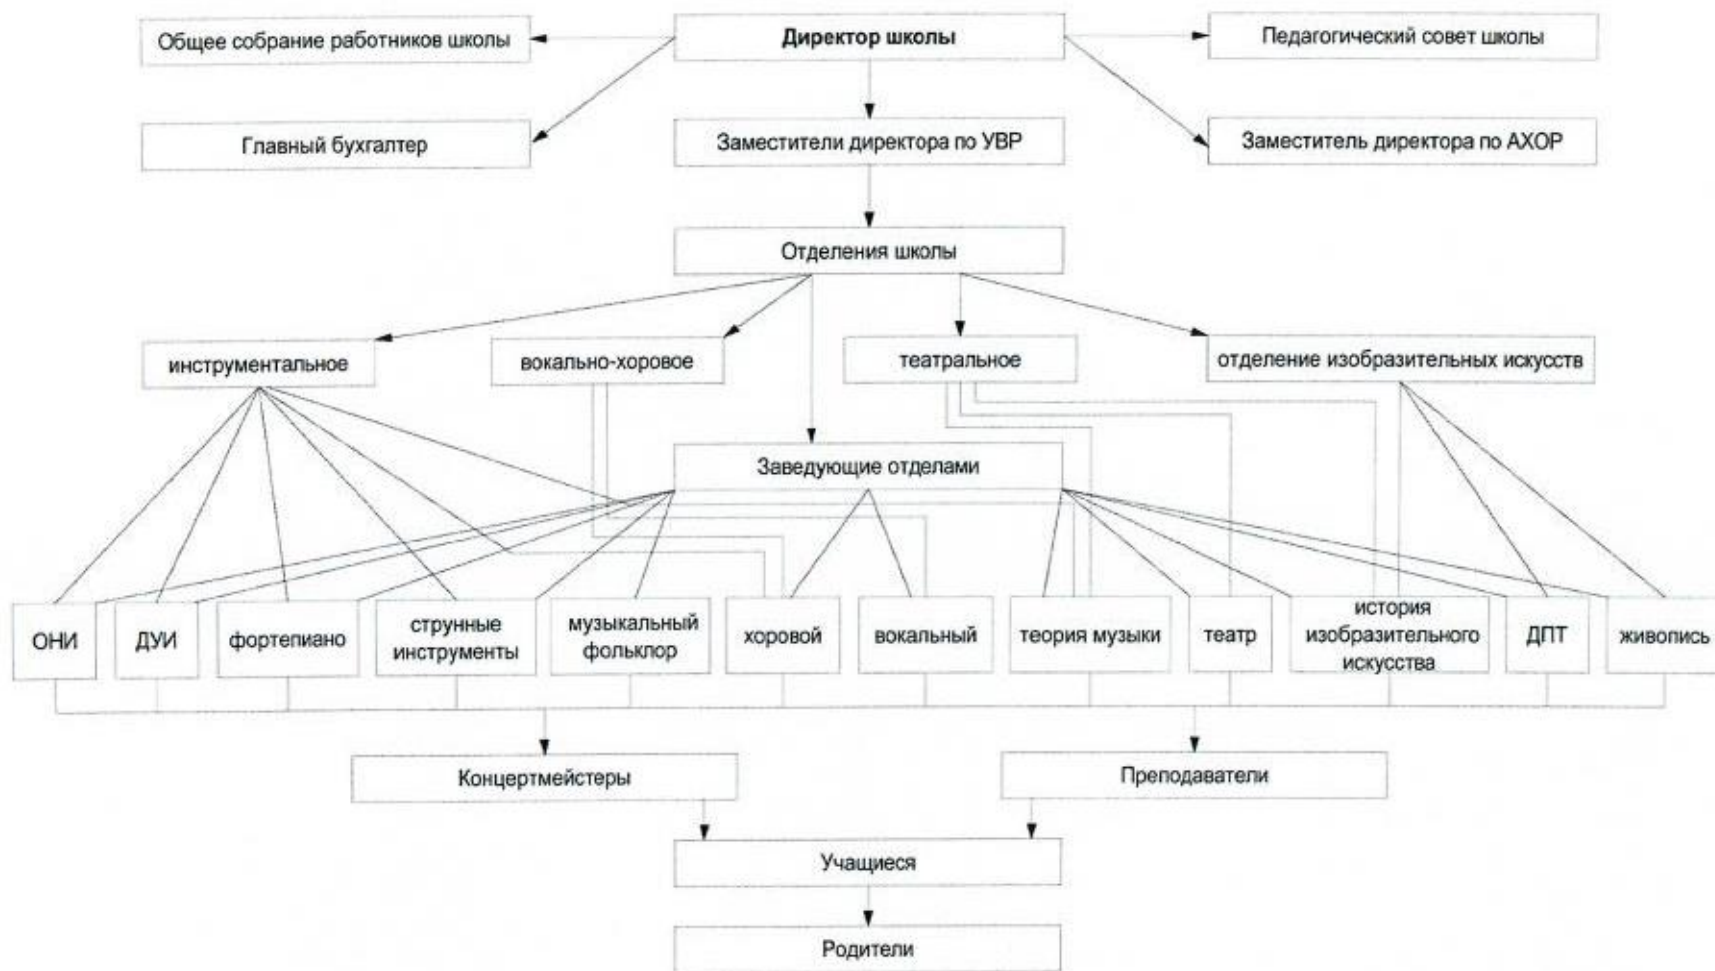 Общее собрание работников школы
Директор школы
Педагогический совет школы
Главный бухгалтер
Заместители директора по УВР
Заместитель директора по АХОР
Отделения школы
инструментальное
вокально-хоровое
театральное
отделение изобразительных искусств
Заведующие отделами
ОНИ
ДУИ
фортепиано
струнные
инструменты
музыкальный
фольклор
хоровой
вокальный
теория музыки
театр
история
изобразительного
искусства
ДПТ
живопись
Концертмейстеры
Преподаватели
Учащиеся
Родители